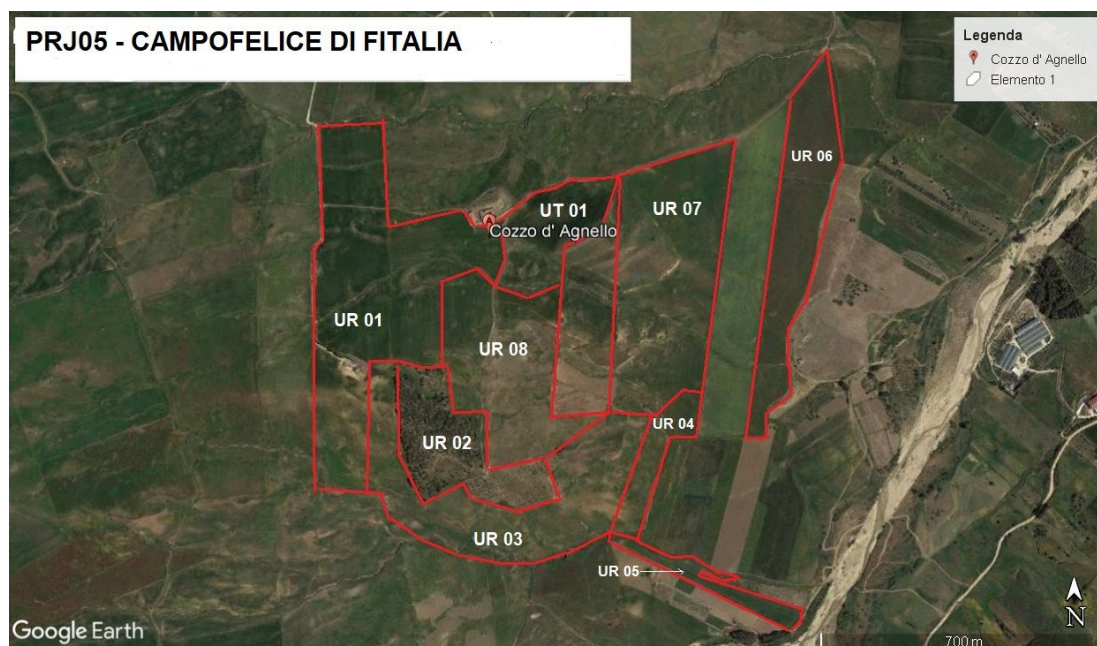 PRJ05 - CAMPOFELICE DI FITALIA
Legenda
Cozzo d' Agnello
Elemento 1
UR 06
UT 01
UR 07
A
Cozzo d' Agnello
UR 01
UR 08
UR 04
UR 02
UR 03
UR 05
N
Google Earth
700 m